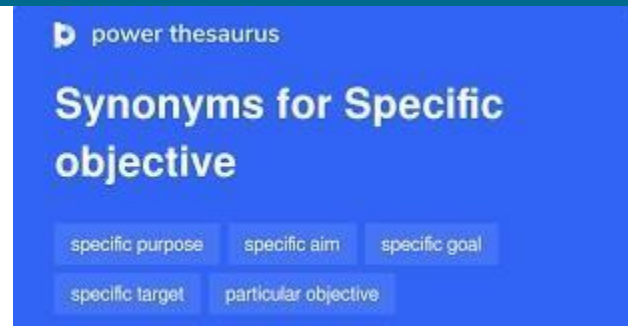 power thesaurus
Synonyms for Specific
objective
specific purpose specific aim specific goal
specific target particular objective